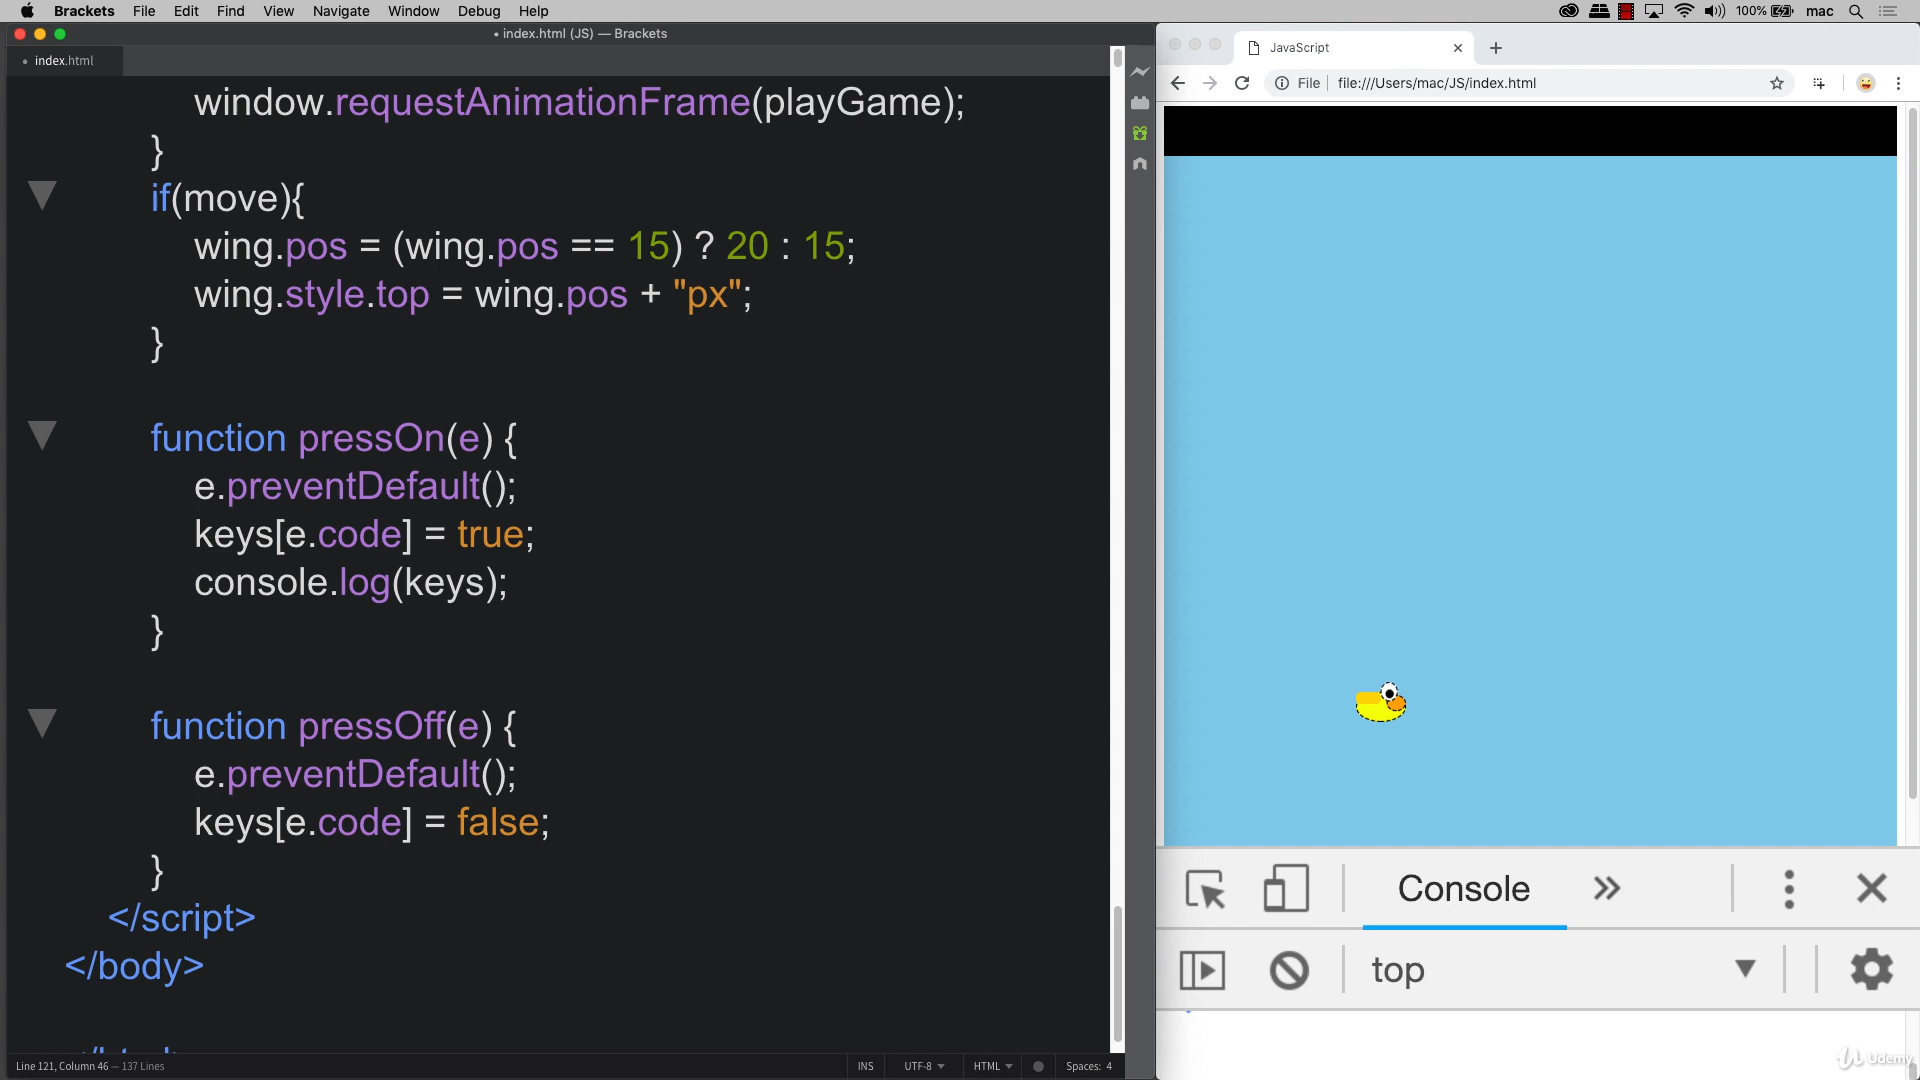 Brackets File Edit Find View Navigate Window Debug Help 100% mac
• index.html (JS) — Brackets
• index.html
window.requestAnimationFrame(playGame);
}
if(move){
wing.pos = (wing.pos == 15) ? 20 : 15;
wing.style.top = wing.pos + "px";
}
function pressOn(e) {
e.preventDefault();
keys[e.code] = true;
console.log(keys);
}
function pressOff(e) {
e.preventDefault();
keys[e.code] = false;
}
</script>
</body>
Line 121, Column 46 — 137 Lines
INS UTF-8 HTML Spaces: 4
JavaScript
File file:///Users/mac/JS/index.html
Console
top
Udemy